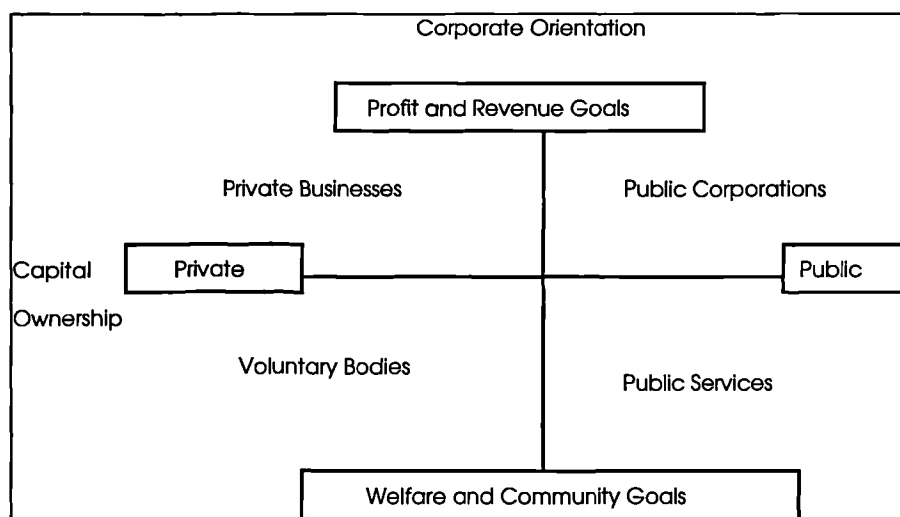 Corporate Orientation
Profit and Revenue Goals
Private Businesses
Public Corporations
Capital
Private
Public
Ownership
Voluntary Bodies
Public Services
Welfare and Community Goals